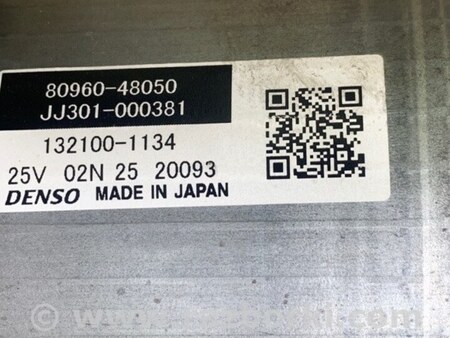 80960-48050
JJ301-000381
132100-1134
25V 02N 25 20093
DENSO MADE IN JAPAN